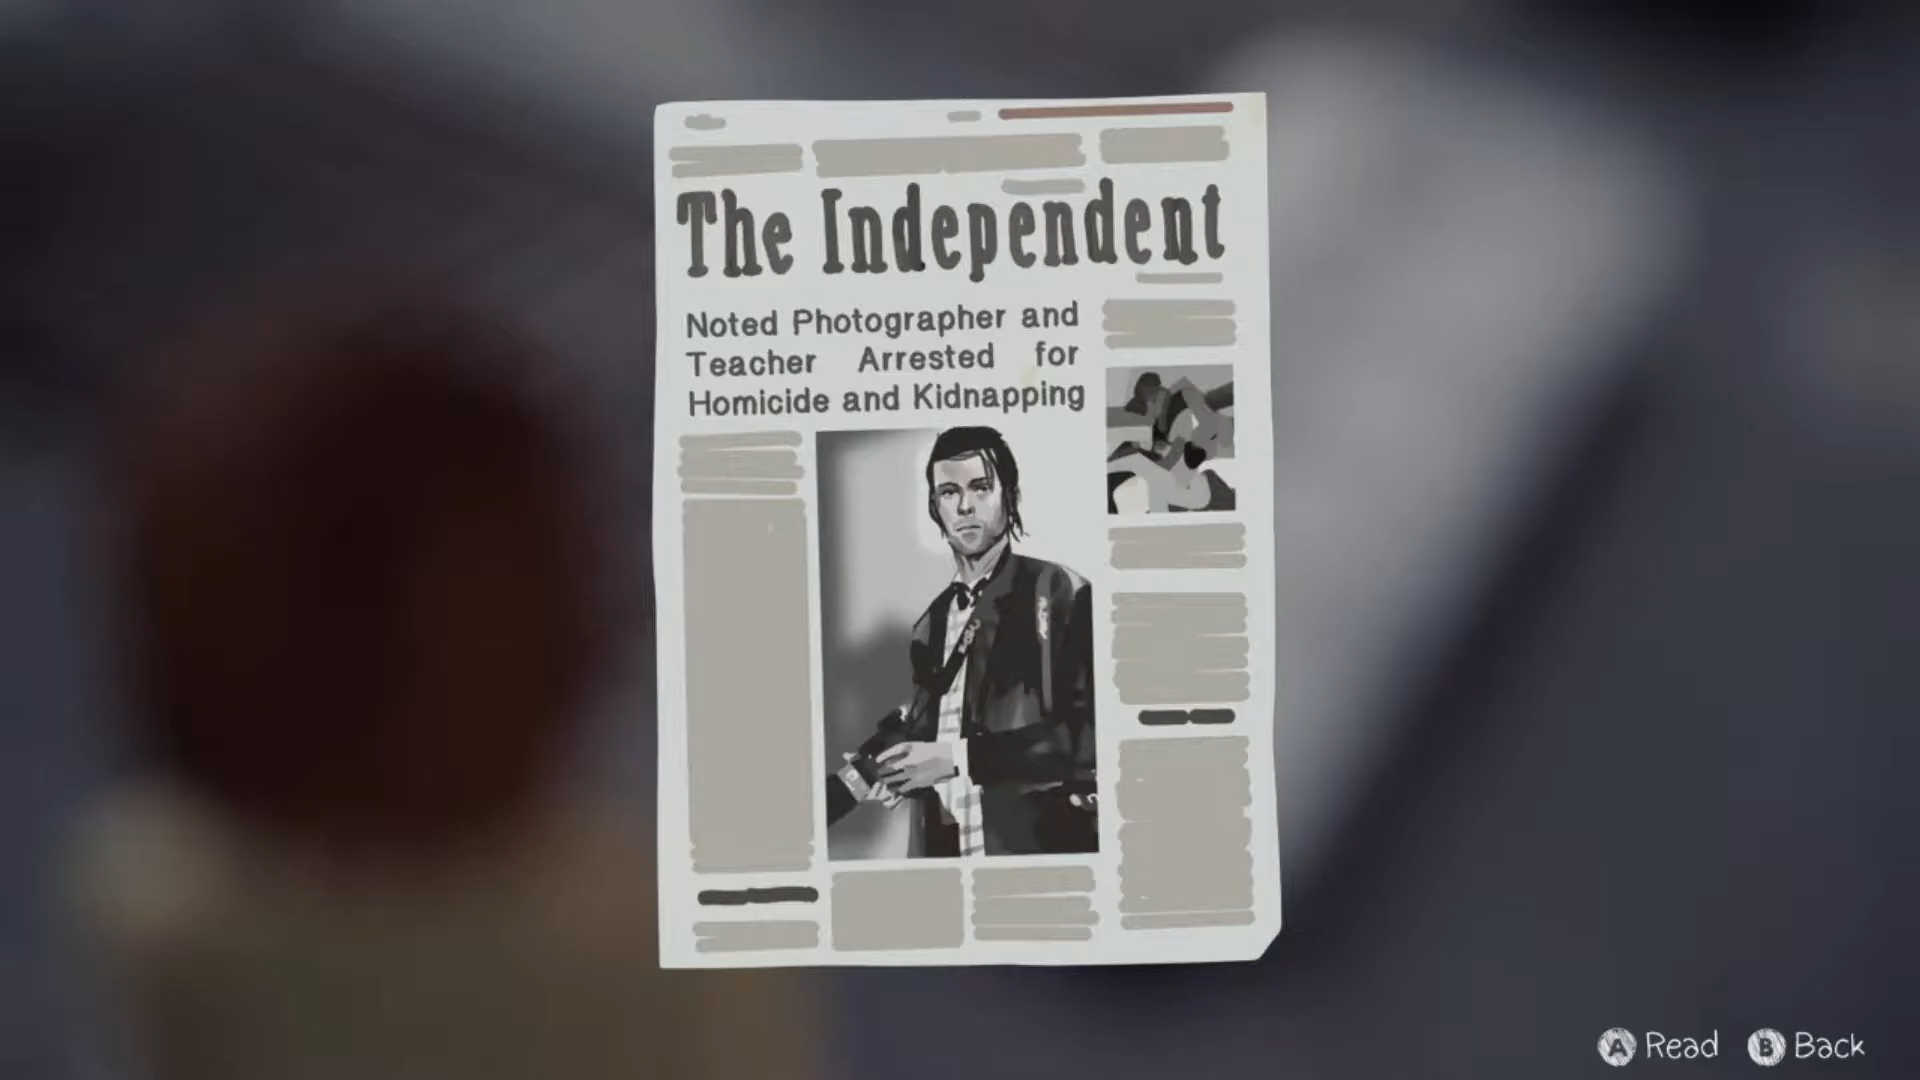 The Independent
Noted Photographer and
Teacher Arrested for
Homicide and Kidnapping
A Read B Back